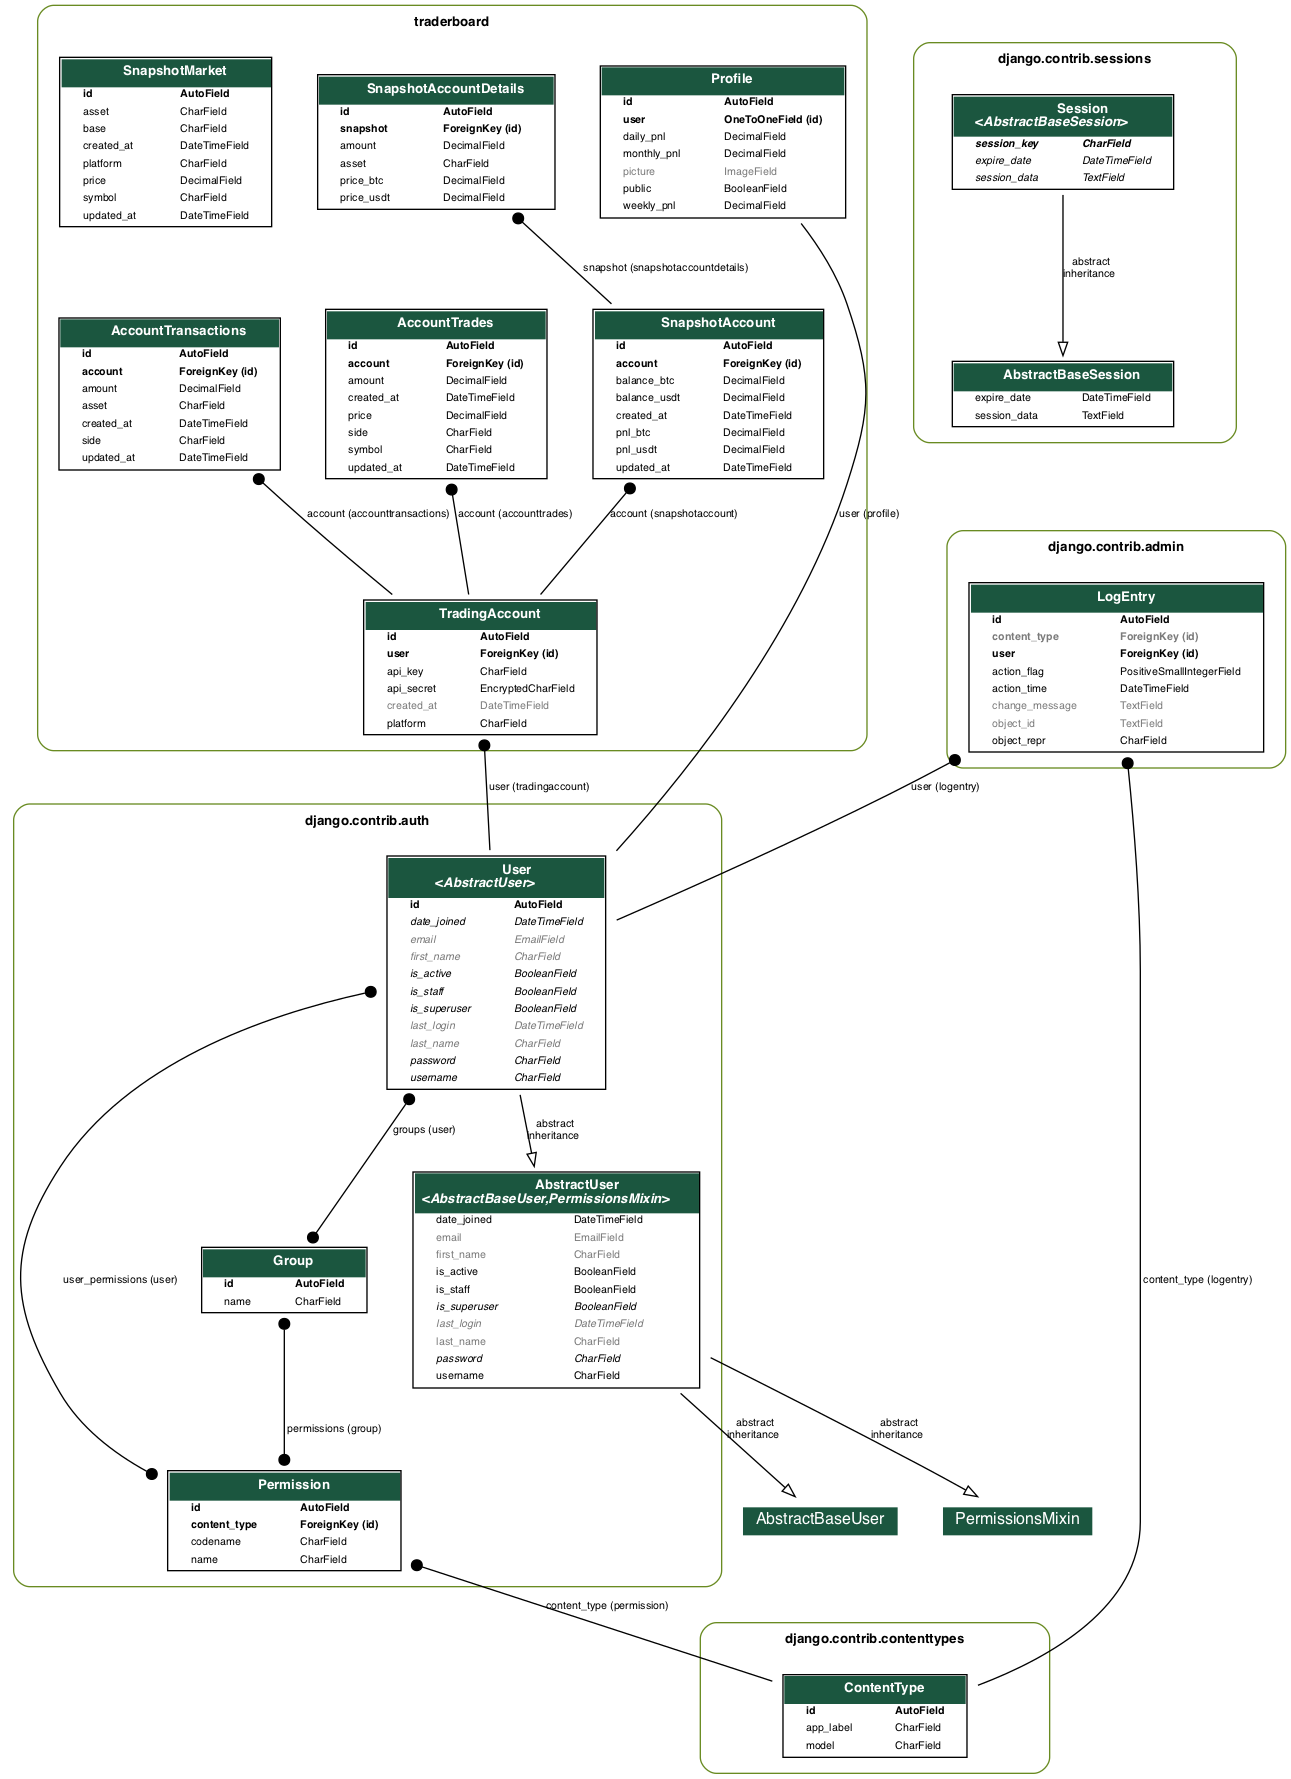 traderboard
SnapshotMarket
id AutoField
asset CharField
base CharField
created_at DateTimeField
platform CharField
price DecimalField
symbol CharField
updated_at DateTimeField
SnapshotAccountDetails
id AutoField
snapshot ForeignKey (id)
amount DecimalField
asset CharField
price_btc DecimalField
price_usdt DecimalField
Profile
id AutoField
user OneToOneField (id)
daily_pnl DecimalField
monthly_pnl DecimalField
picture ImageField
public BooleanField
weekly_pnl DecimalField
snapshot (snapshotaccountdetails)
AccountTransactions
id AutoField
account ForeignKey (id)
amount DecimalField
asset CharField
created_at DateTimeField
side CharField
updated_at DateTimeField
AccountTrades
id AutoField
account ForeignKey (id)
amount DecimalField
created_at DateTimeField
price DecimalField
side CharField
symbol CharField
updated_at DateTimeField
SnapshotAccount
id AutoField
account ForeignKey (id)
balance_btc DecimalField
balance_usdt DecimalField
created_at DateTimeField
pnl_btc DecimalField
pnl_usdt DecimalField
updated_at DateTimeField
account (accounttransactions)
account (accounttrades)
account (snapshotaccount)
user (profile)
TradingAccount
id AutoField
user ForeignKey (id)
api_key CharField
api_secret EncryptedCharField
created_at DateTimeField
platform CharField
django.contrib.sessions
Session
<AbstractBaseSession>
session_key CharField
expire_date DateTimeField
session_data TextField
abstract
inheritance
AbstractBaseSession
expire_date DateTimeField
session_data TextField
django.contrib.admin
LogEntry
id AutoField
content_type ForeignKey (id)
user ForeignKey (id)
action_flag PositiveSmallIntegerField
action_time DateTimeField
change_message TextField
object_id TextField
object_repr CharField
user (tradingaccount)
user (logentry)
django.contrib.auth
User
<AbstractUser>
id AutoField
date_joined DateTimeField
email EmailField
first_name CharField
is_active BooleanField
is_staff BooleanField
is_superuser BooleanField
last_login DateTimeField
last_name CharField
password CharField
username CharField
groups (user)
abstract
inheritance
AbstractUser
<AbstractBaseUser,PermissionsMixin>
date_joined DateTimeField
email EmailField
first_name CharField
is_active BooleanField
is_staff BooleanField
is_superuser BooleanField
last_login DateTimeField
last_name CharField
password CharField
username CharField
Group
id AutoField
name CharField
user_permissions (user)
content_type (logentry)
permissions (group)
abstract
inheritance
abstract
inheritance
Permission
id AutoField
content_type ForeignKey (id)
codename CharField
name CharField
AbstractBaseUser
PermissionsMixin
content_type (permission)
django.contrib.contenttypes
ContentType
id AutoField
app_label CharField
model CharField